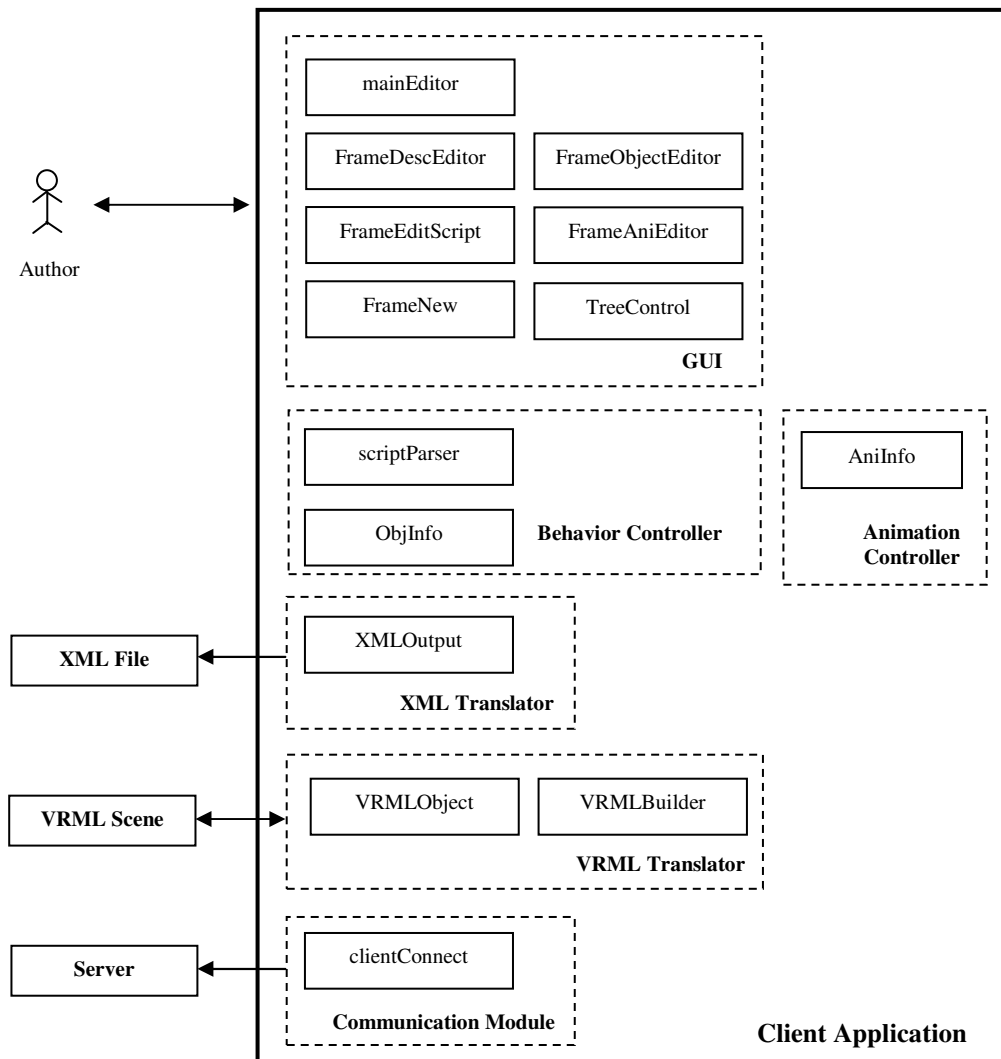 mainEditor
FrameDescEditor
FrameObjectEditor
FrameEditScript
FrameAniEditor
FrameNew
TreeControl
GUI
Author
scriptParser
ObjInfo
Behavior Controller
AniInfo
Animation
Controller
XML File
XMLOutput
XML Translator
VRML Scene
VRMLObject
VRMLBuilder
VRML Translator
Server
clientConnect
Communication Module
Client Application